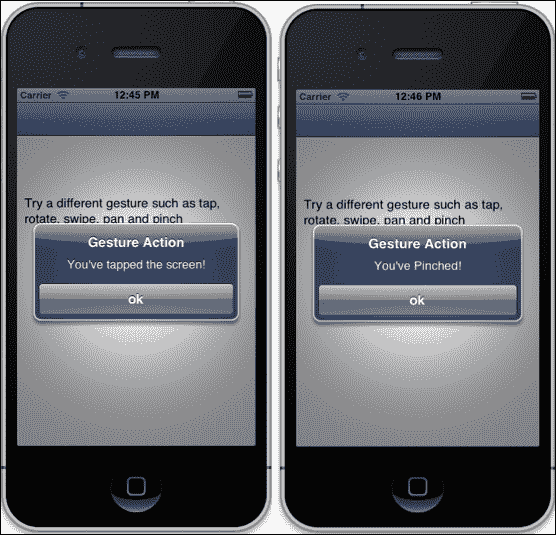 Carrier 12:45 PM
Try a different gesture such as tap,
rotate, swipe, pan and pinch
Gesture Action
You've tapped the screen!
ok
Carrier 12:46 PM
Try a different gesture such as tap,
rotate, swipe, pan and pinch
Gesture Action
You've Pinched!
ok